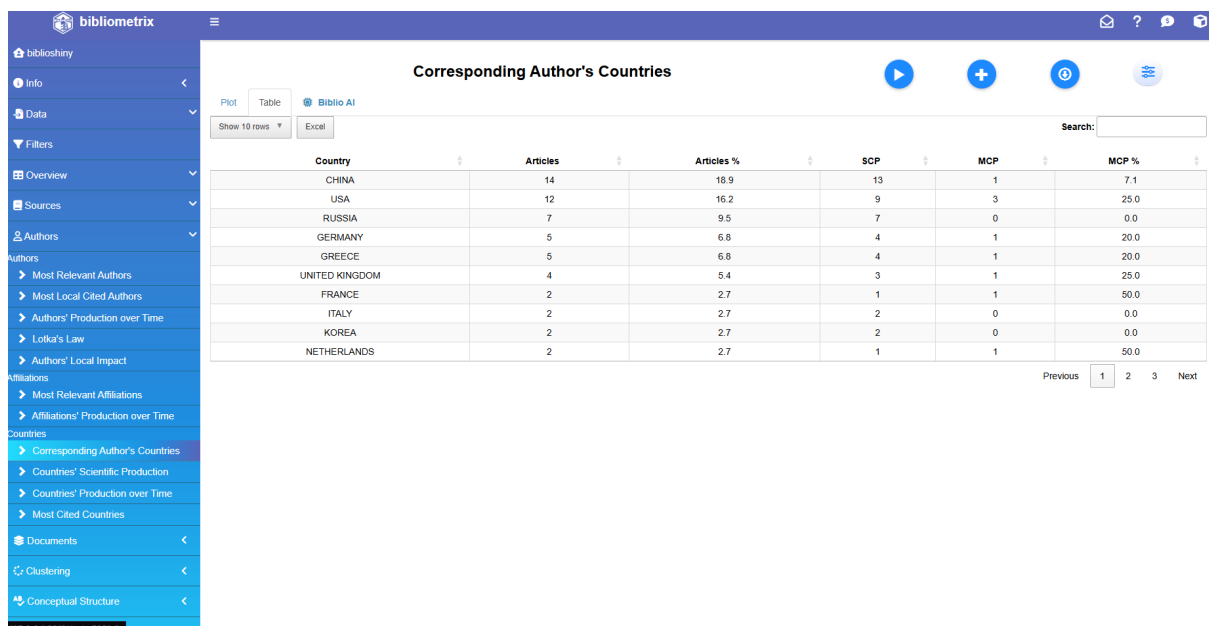 bibliometrix
biblioshiny
Info
Data
Filters
Overview
Sources
Authors
Authors
Most Relevant Authors
Most Local Cited Authors
Authors' Production over Time
Lotka's Law
Authors' Local Impact
Affiliations
Most Relevant Affiliations
Affiliations' Production over Time
Countries
Corresponding Author's Countries
Countries' Scientific Production
Countries' Production over Time
Most Cited Countries
Documents
Clustering
Conceptual Structure
Corresponding Author's Countries
Plot Table Biblio AI
Show 10 rows Excel Search:
Country Articles Articles % SCP MCP MCP %
CHINA 14 18.9 13 1 7.1
USA 12 16.2 9 3 25.0
RUSSIA 7 9.5 7 0 0.0
GERMANY 5 6.8 4 1 20.0
GREECE 5 6.8 4 1 20.0
UNITED KINGDOM 4 5.4 3 1 25.0
FRANCE 2 2.7 1 1 50.0
ITALY 2 2.7 2 0 0.0
KOREA 2 2.7 2 0 0.0
NETHERLANDS 2 2.7 1 1 50.0
Previous 1 2 3 Next